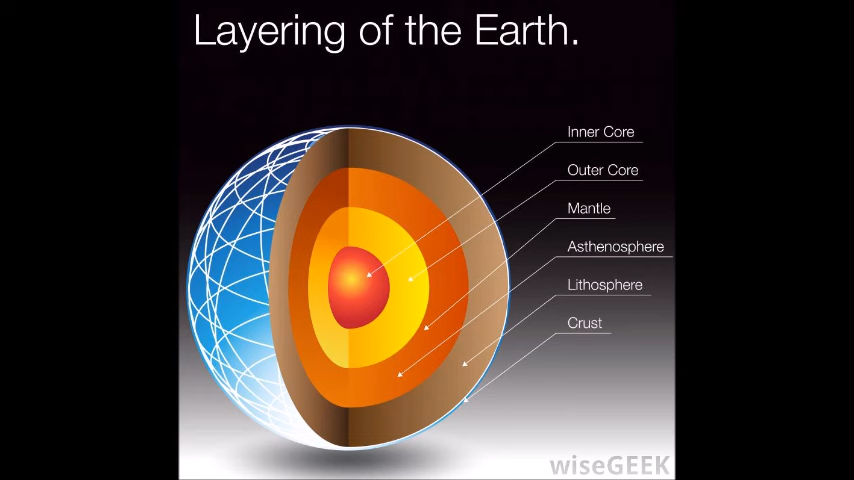 Layering of the Earth.
Inner Core
Outer Core
Mantle
Asthenosphere
Lithosphere
Crust
wiseGEEK